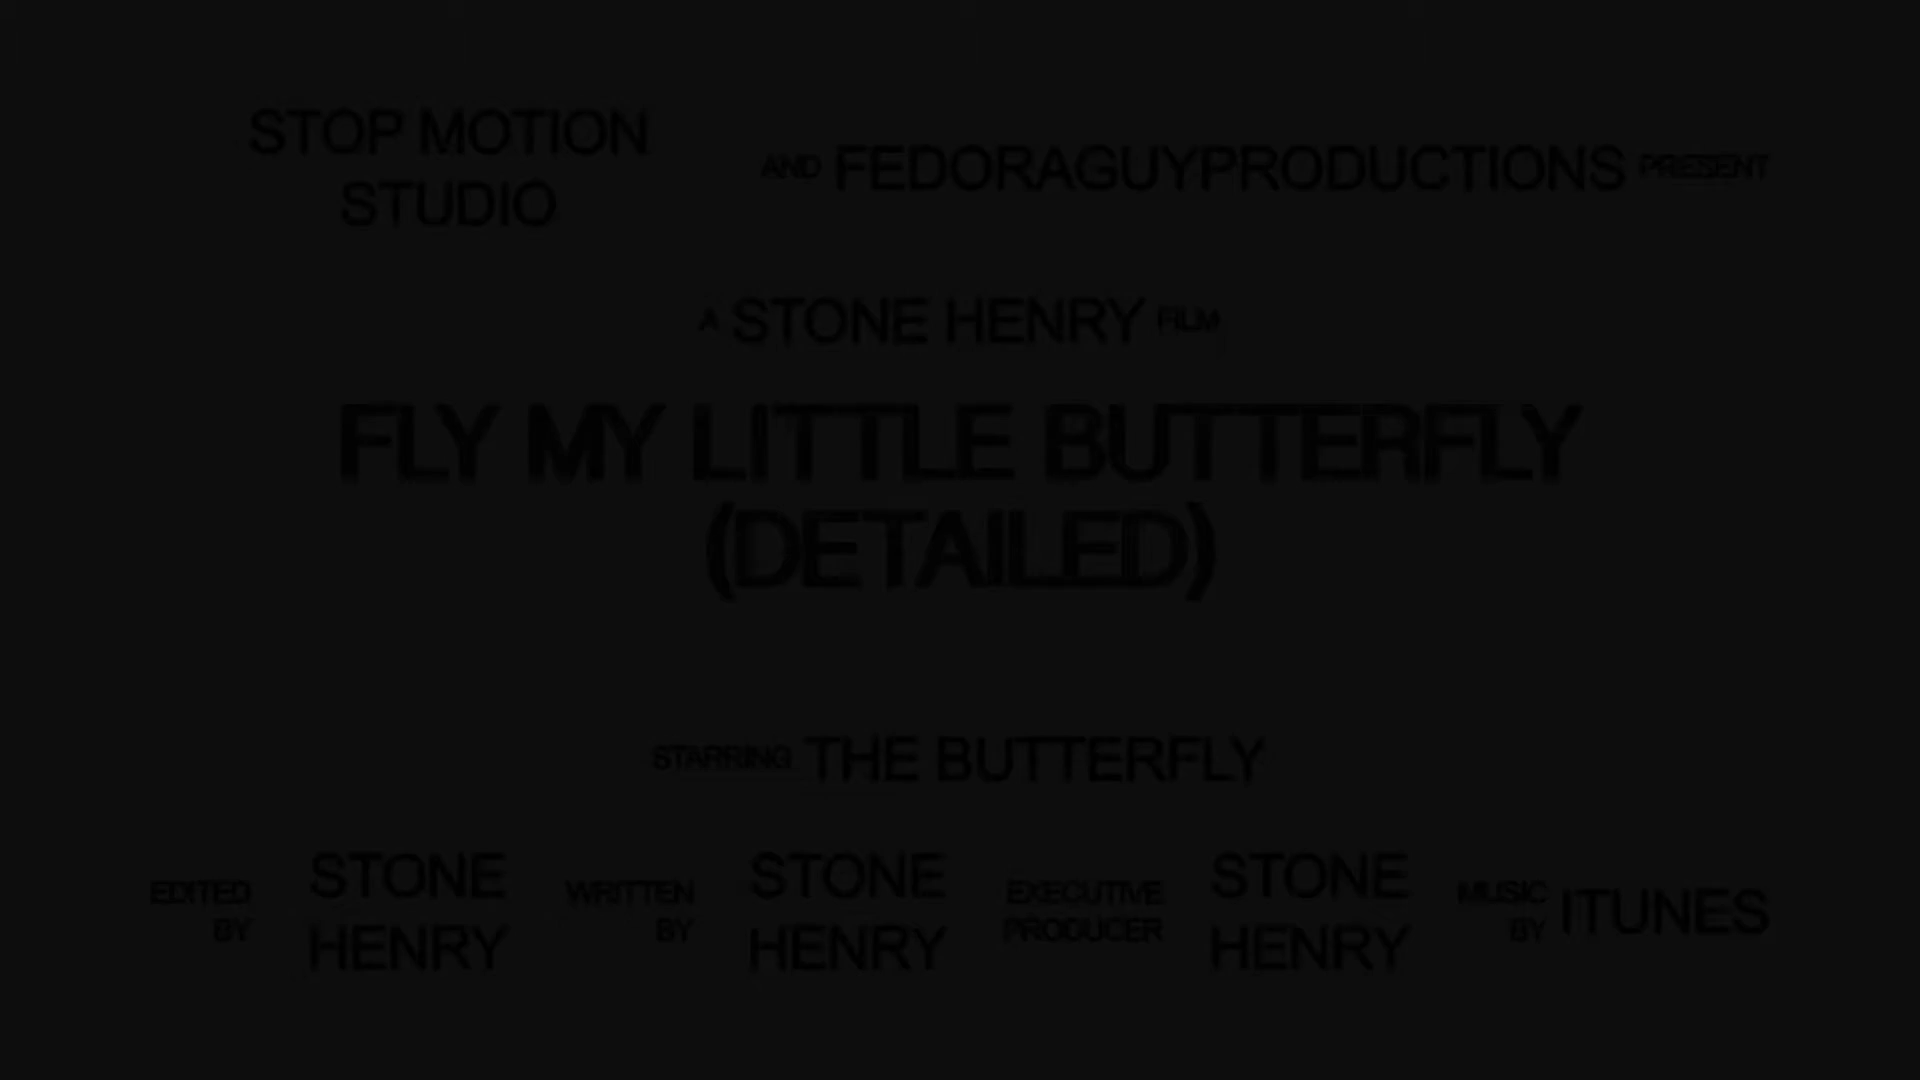 STOP MOTION
STUDIO
AND FEDORAGUYPRODUCTIONS PRESENT
A STONE HENRY FILM
FLY MY LITTLE BUTTERFLY
(DETAILED)
STARRING THE BUTTERFLY
EDITED
BY
STONE
HENRY
WRITTEN
BY
STONE
HENRY
EXECUTIVE
PRODUCER
STONE
HENRY
MUSIC
BY
ITUNES